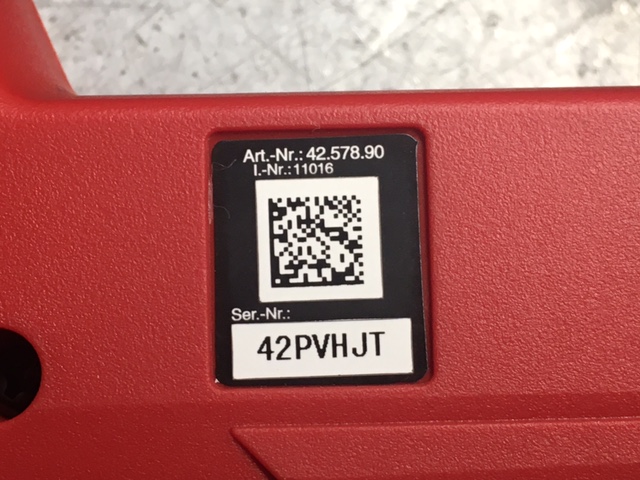 Art.-Nr.: 42.578.90
I.-Nr.: 11016
Ser.-Nr.:
42PVHJT